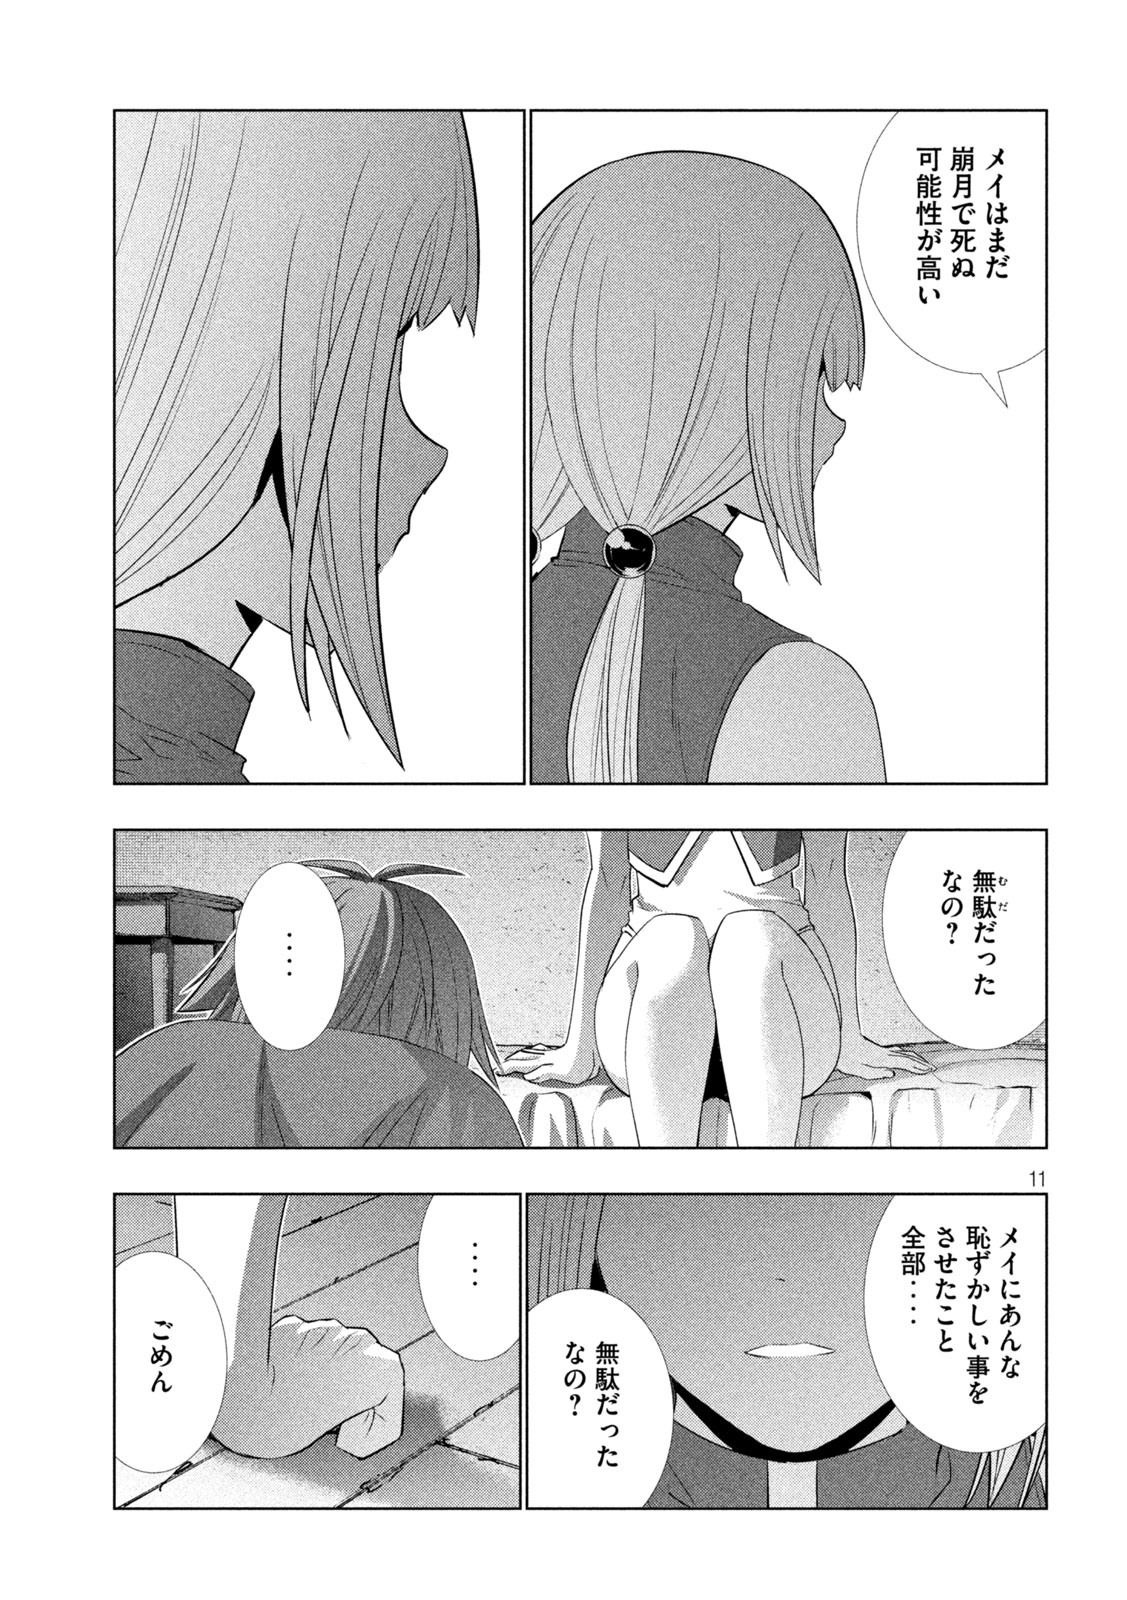 メイはまだ
崩月で死ぬ
可能性が高い
無駄だった
むだ
なの?
‥‥
11
メイにあんな
恥ずかしい事を
させたこと
全部‥‥
無駄だった
なの?
‥‥
ごめん